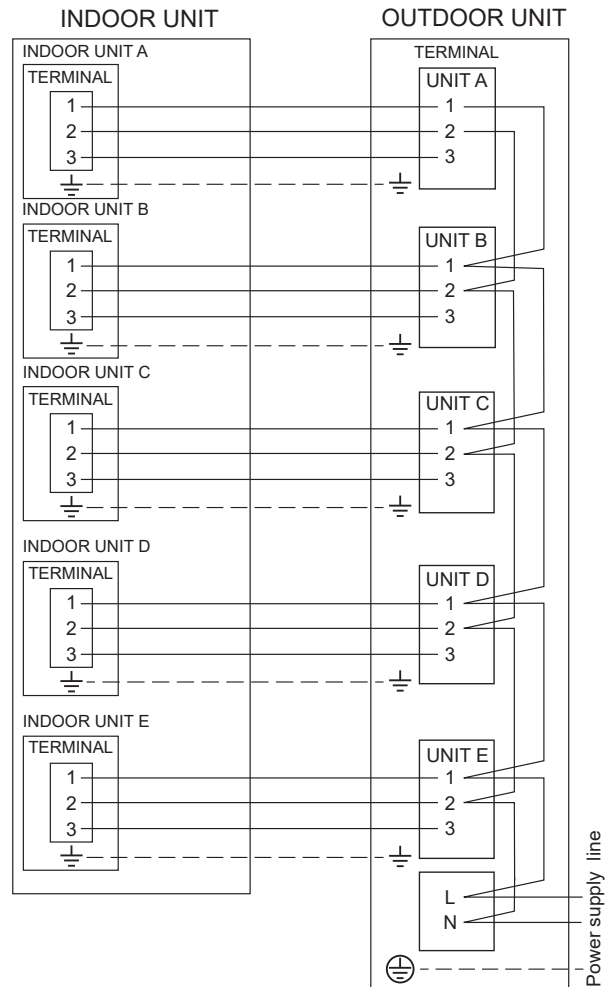 INDOOR UNIT
OUTDOOR UNIT
INDOOR UNIT A
TERMINAL
1
2
3
TERMINAL
UNIT A
1
2
3
INDOOR UNIT B
TERMINAL
1
2
3
UNIT B
1
2
3
INDOOR UNIT C
TERMINAL
1
2
3
UNIT C
1
2
3
INDOOR UNIT D
TERMINAL
1
2
3
UNIT D
1
2
3
INDOOR UNIT E
TERMINAL
1
2
3
UNIT E
1
2
3
L
N
Power supply line